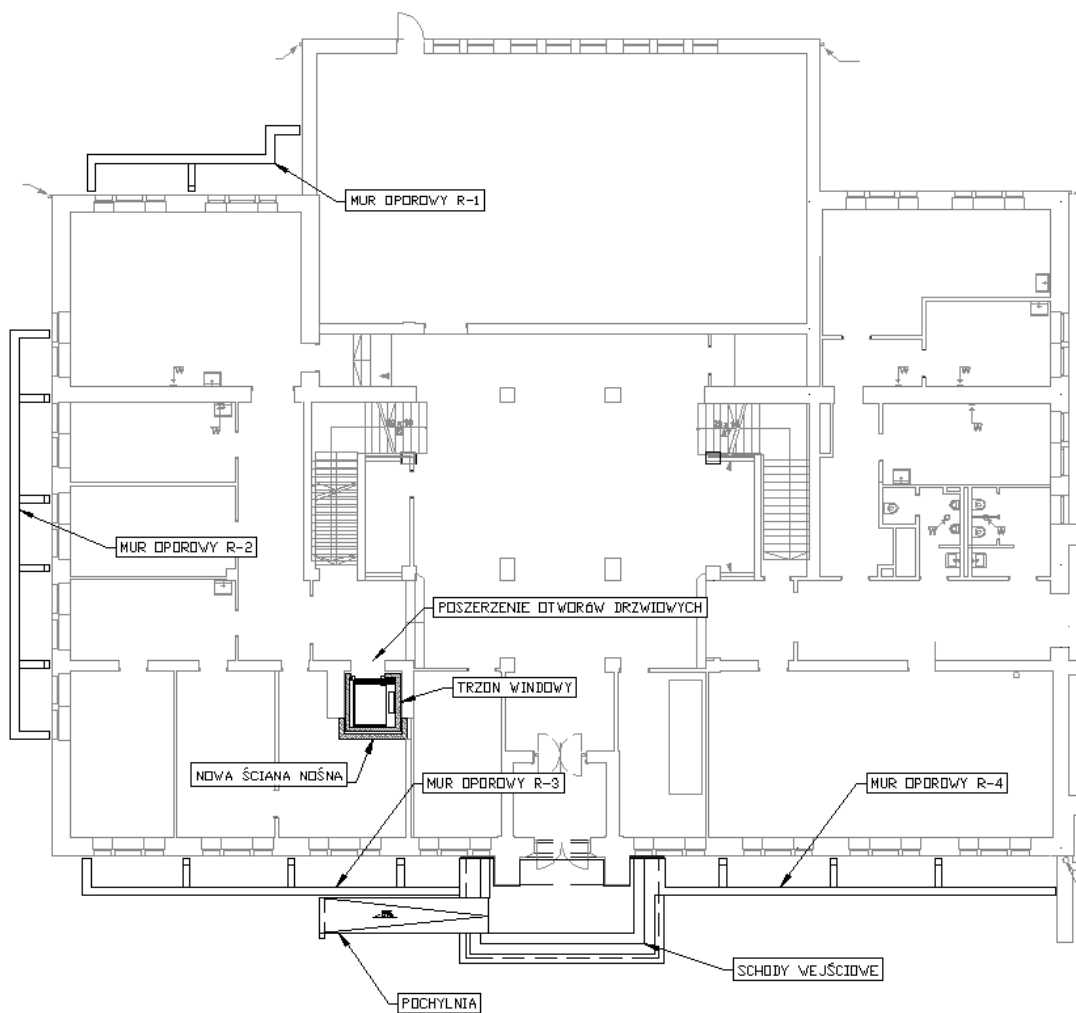 MUR OPOROWY R-1
W
W
W
W
W
MUR OPOROWY R-2
W
W
POSZERZENIE OTWORÓW DRZWIOWYCH
TRZON WINDOWY
NOWA ŚCIANA NOŚNA
MUR OPOROWY R-3
MUR OPOROWY R-4
SCHODY WEJŚCIOWE
POCHYLNIA